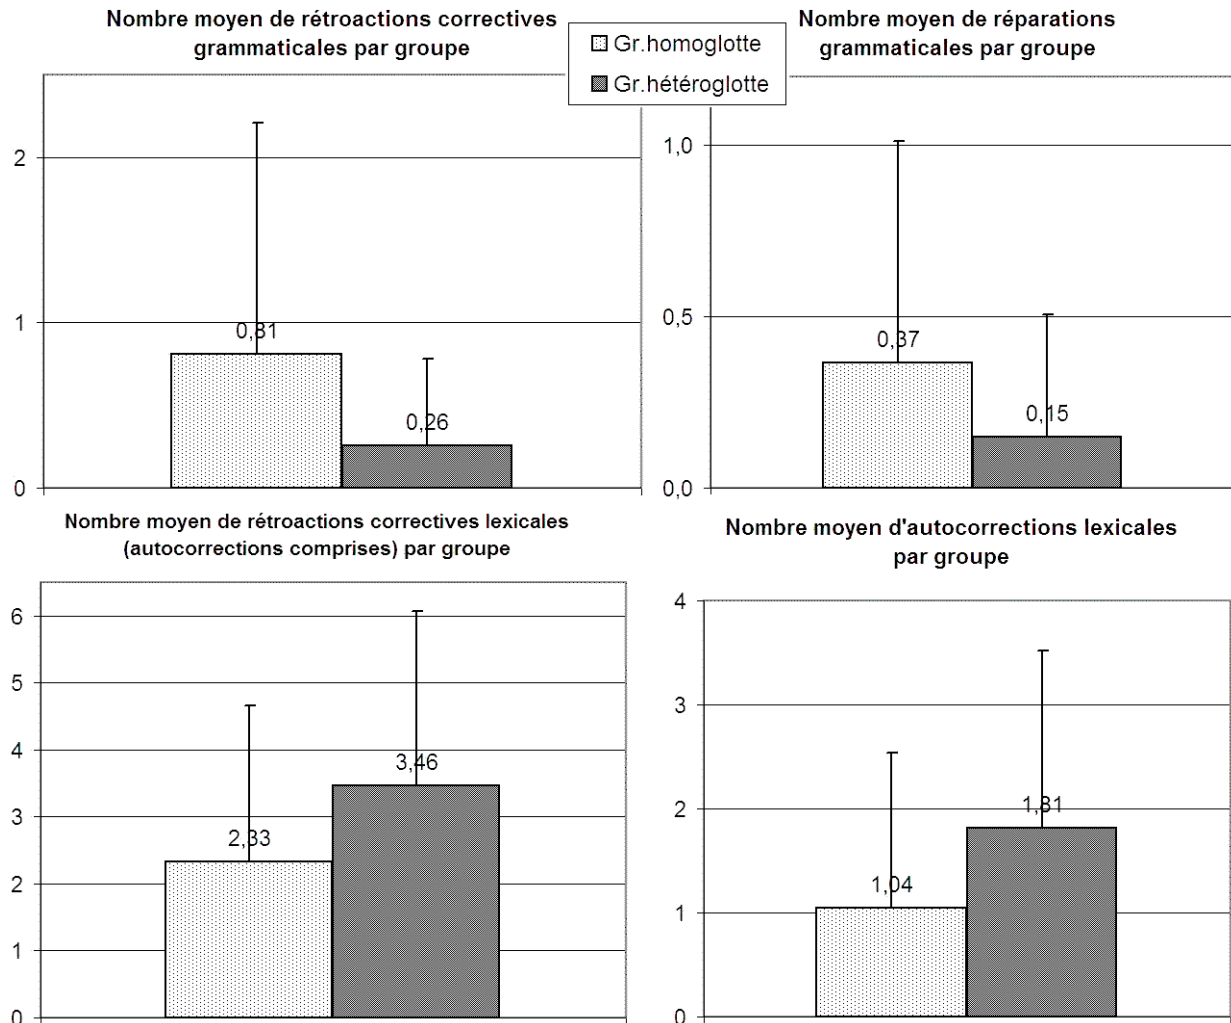 Nombre moyen de rétroactions correctives
grammaticales par groupe
Gr.homoglotte
Gr.hétéroglotte
Nombre moyen de réparations
grammaticales par groupe
2
1
0
0,81
0,26
1,0
0,5
0,0
0,37
0,15
Nombre moyen de rétroactions correctives lexicales
(autocorrections comprises) par groupe
6
5
4
3
2
1
0
2,33
3,46
Nombre moyen d'autocorrections lexicales
par groupe
4
3
2
1
0
1,04
1,81